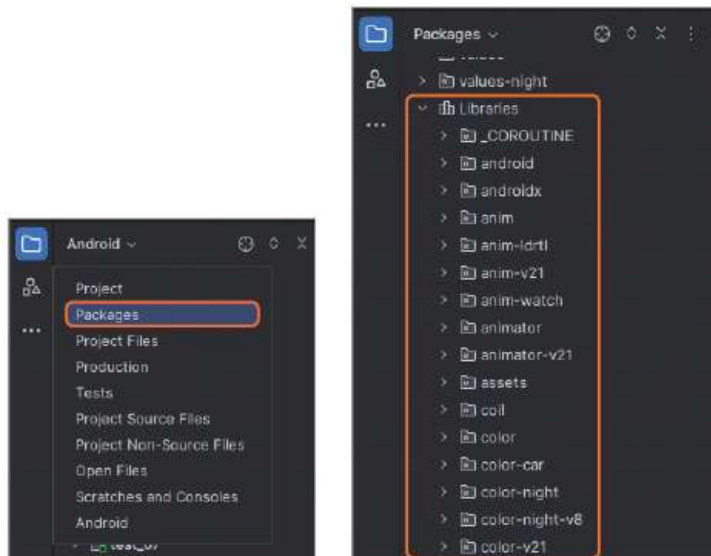 Android
Project
Packages
Project Files
Production
Tests
Project Source Files
Project Non-Source Files
Open Files
Scratches and Consoles
Android
Packages
values-night
Libraries
_COROUTINE
android
androidx
anim
anim-ldrtl
anim-v21
anim-watch
animator
animator-v21
assets
coil
color
color-car
color-night
color-night-v8
color-v21